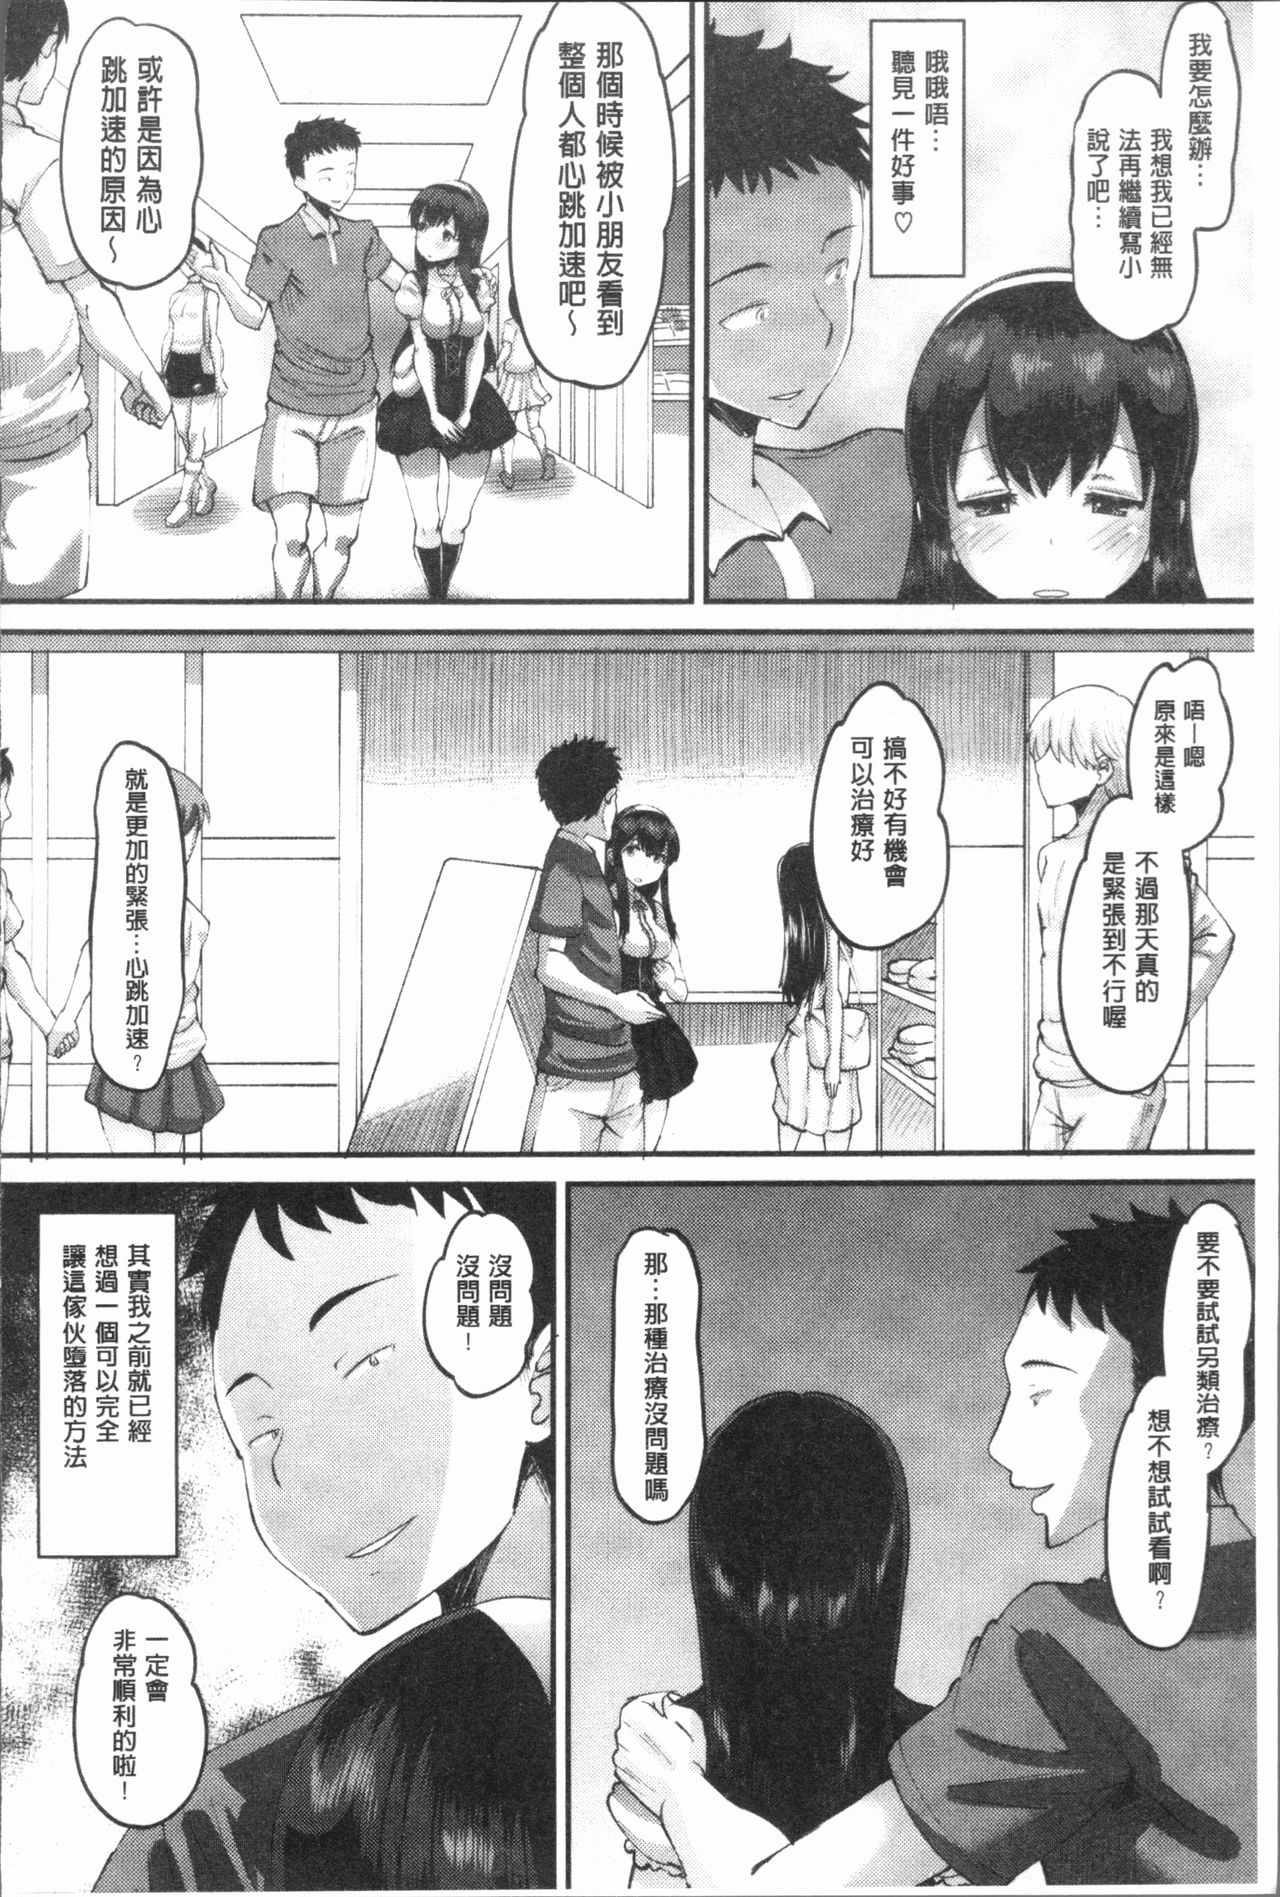 我要怎麼辦…
我想我已經無
法再繼續寫小
說了吧…
哦哦唔…
聽見一件好事♡
那個時候被小朋友看到
整個人都心跳加速吧～
或許是因為心
跳加速的原因～
唔ー嗯
原來是這樣
不過那天真的
是緊張到不行喔
搞不好有機會
可以治療好
就是更加的緊張…心跳加速？
要不要試試另類治療？
想不想試試看啊？
那…那種治療沒問題嗎
沒問題
沒問題！
其實我之前就已經
想過一個可以完全
讓這傢伙墮落的方法
一定會
非常順利的啦！